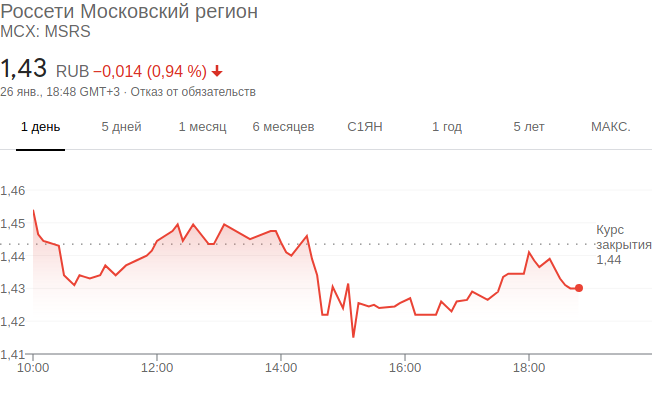 Россети Московский регион
MCX: MSRS
1,43 RUB −0,014 (0,94 %)
26 янв., 18:48 GMT+3 · Отказ от обязательств
1 день 5 дней 1 месяц 6 месяцев С1ЯН 1 год 5 лет МАКС.
1,46
1,45
Курс
закрытия
1,44
1,44
1,43
1,42
1,41
10:00 12:00 14:00 16:00 18:00